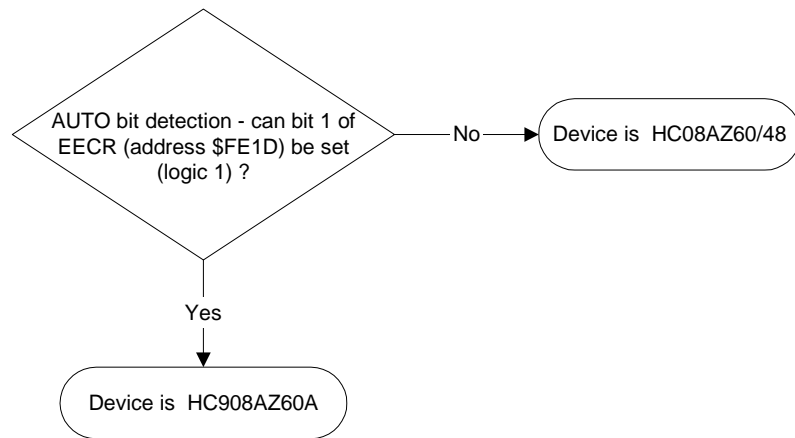 AUTO bit detection - can bit 1 of
EECR (address $FE1D) be set
(logic 1) ?
No
Device is HC08AZ60/48
Yes
Device is HC908AZ60A